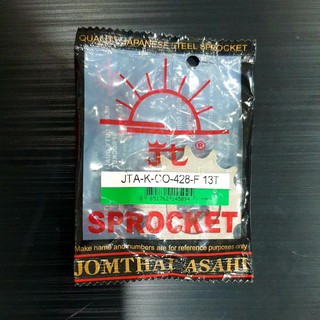 QUALITY JAPANESE STEEL SPROCKET
®
JTA-K-CO-428-F 13T
SPROCKET
Make name and numbers are for reference purposes only
JOMTHAI ASAHI